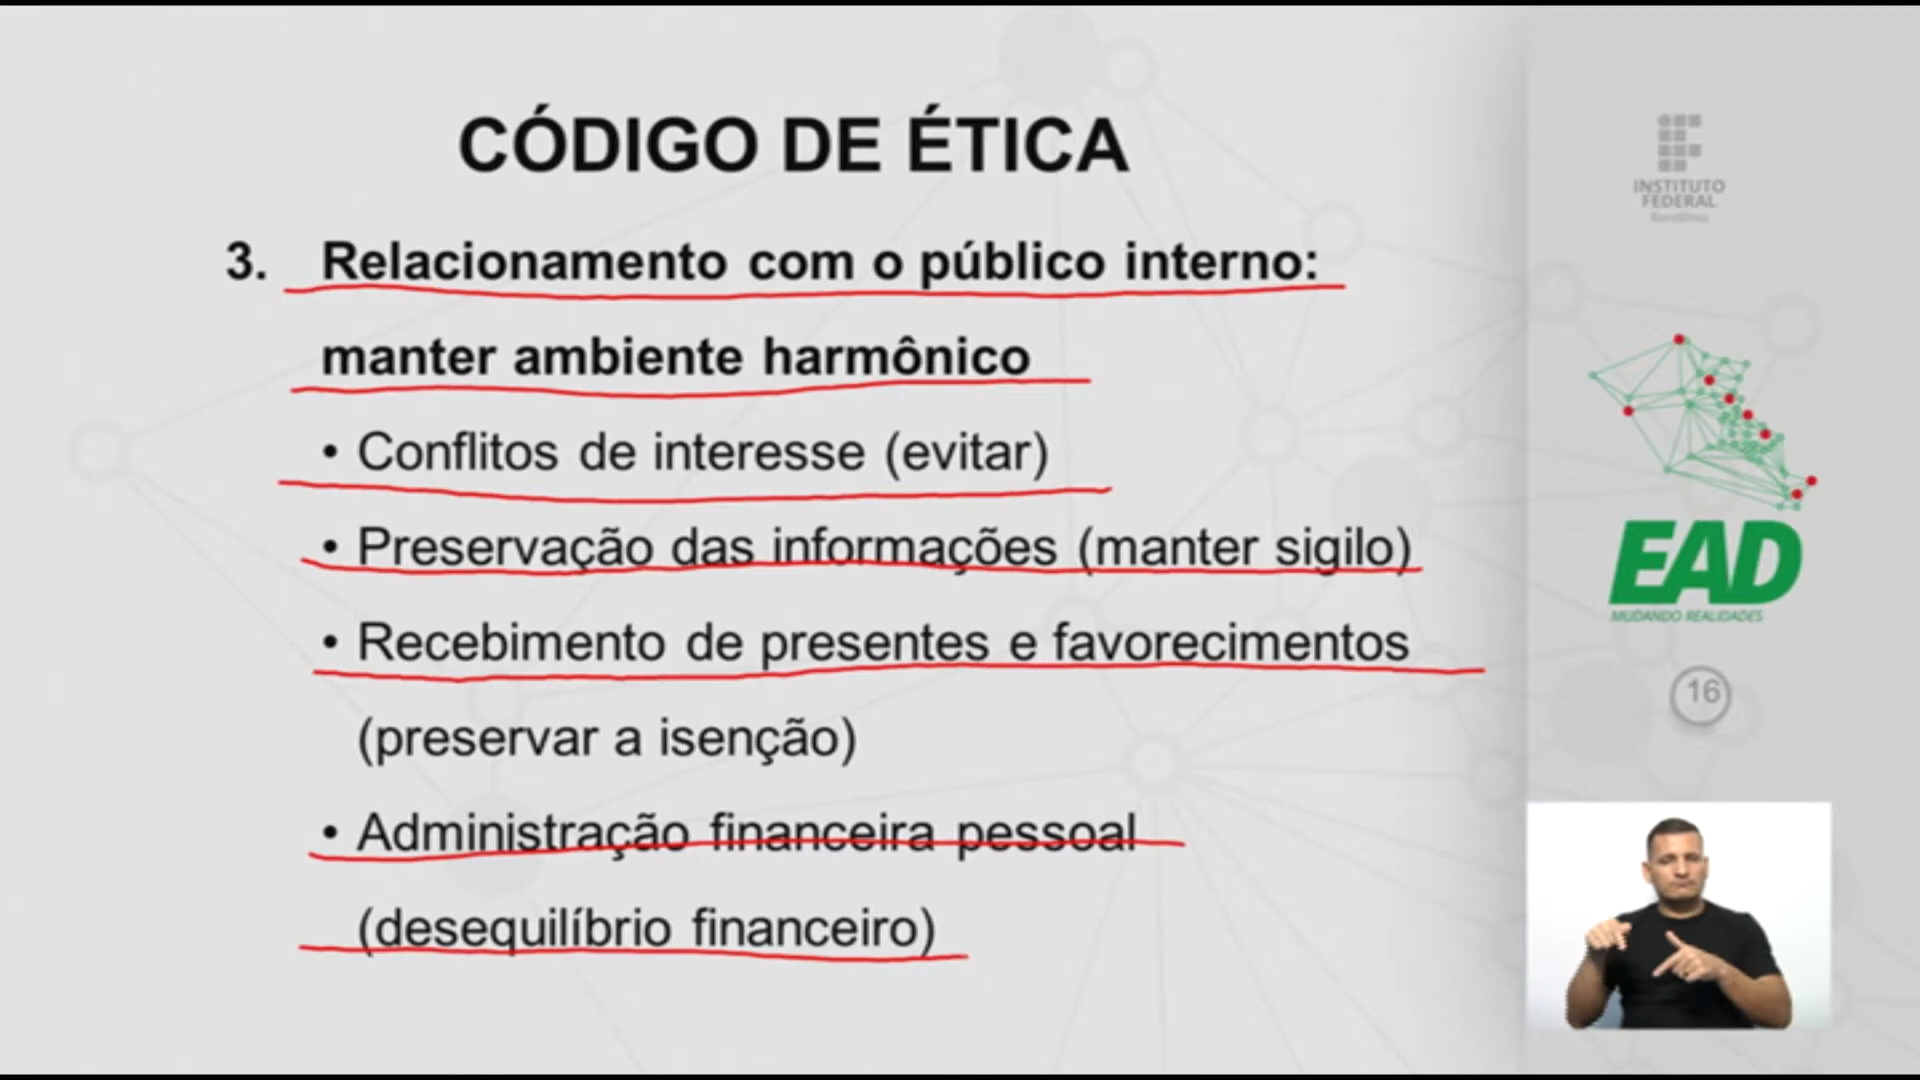 CÓDIGO DE ÉTICA
3. Relacionamento com o público interno:
manter ambiente harmônico
• Conflitos de interesse (evitar)
• Preservação das informações (manter sigilo)
• Recebimento de presentes e favorecimentos
(preservar a isenção)
• Administração financeira pessoal
(desequilíbrio financeiro)
INSTITUTO
FEDERAL
Rondônia
EAD
MUDANDO REALIDADES
16